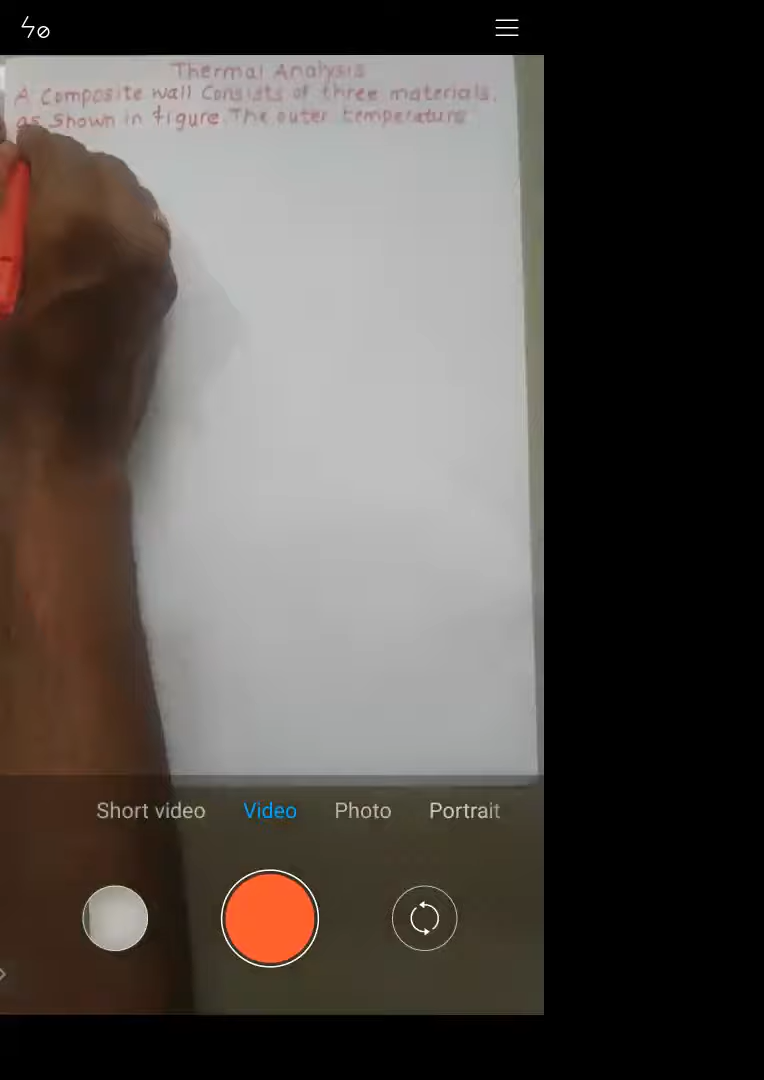 Thermal Analysis
A Composite wall Consists of three materials,
as Shown in figure. The outer temperature
Short video Video Photo Portrait